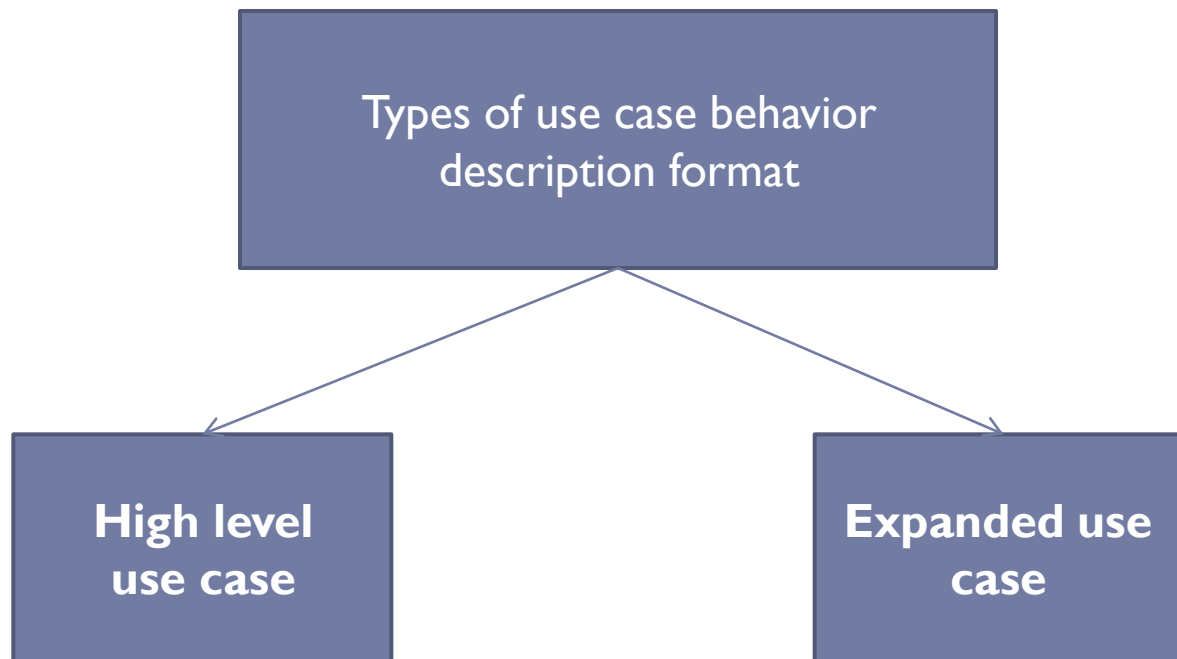 Types of use case behavior
description format
High level
use case
Expanded use
case